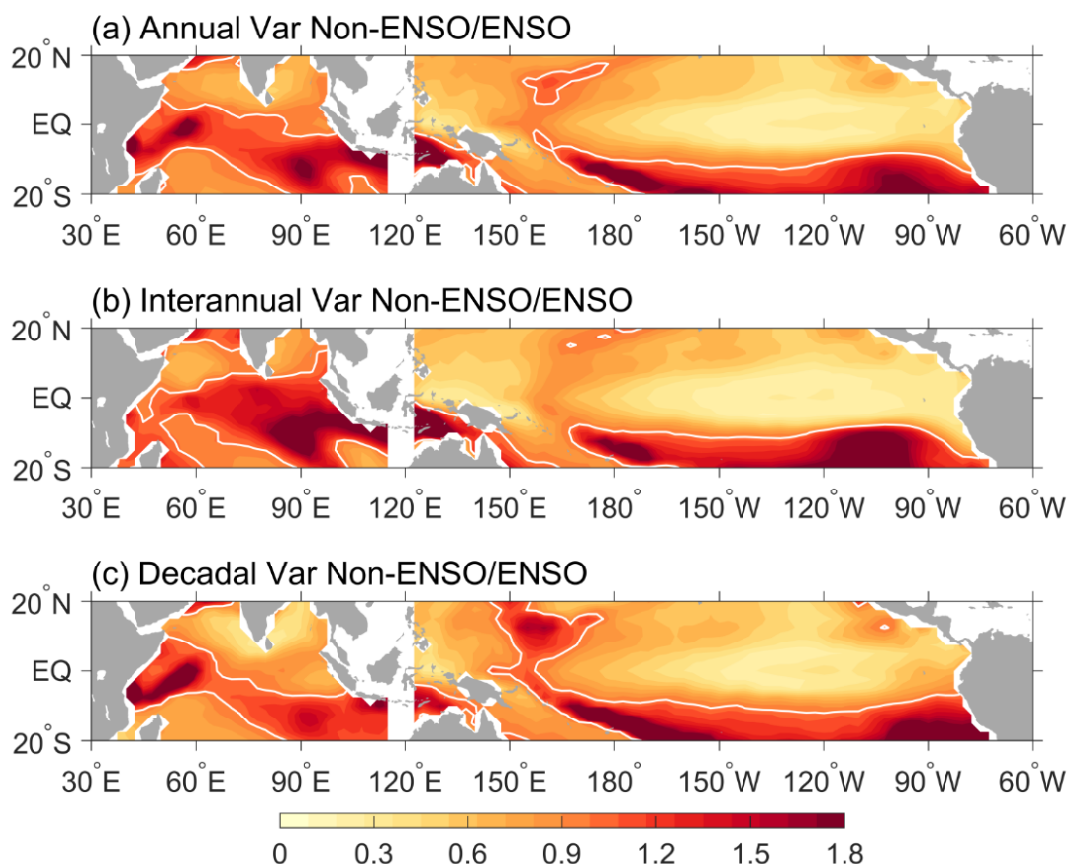 (a) Annual Var Non-ENSO/ENSO
20°N
EQ
20°S
30°E 60°E 90°E 120°E 150°E 180° 150°W 120°W 90°W 60°W
(b) Interannual Var Non-ENSO/ENSO
20°N
EQ
20°S
30°E 60°E 90°E 120°E 150°E 180° 150°W 120°W 90°W 60°W
(c) Decadal Var Non-ENSO/ENSO
20°N
EQ
20°S
30°E 60°E 90°E 120°E 150°E 180° 150°W 120°W 90°W 60°W
0 0.3 0.6 0.9 1.2 1.5 1.8